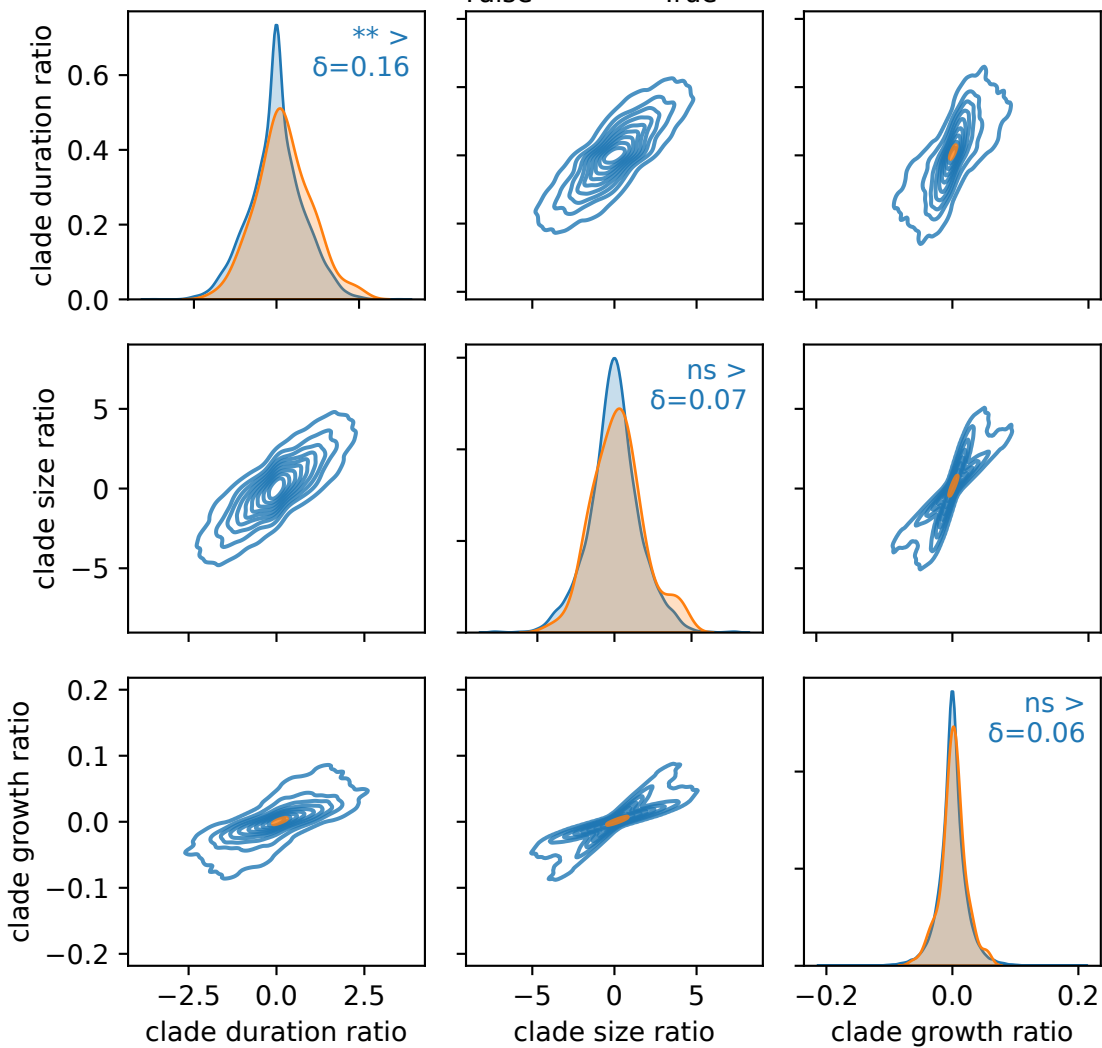 clade duration ratio
0.6
0.4
0.2
0.0
** >
δ=0.16
clade size ratio
5
0
−5
ns >
δ=0.07
clade growth ratio
0.2
0.1
0.0
−0.1
−0.2
ns >
δ=0.06
−2.5 0.0 2.5
−5 0 5
−0.2 0.0 0.2
clade duration ratio
clade size ratio
clade growth ratio